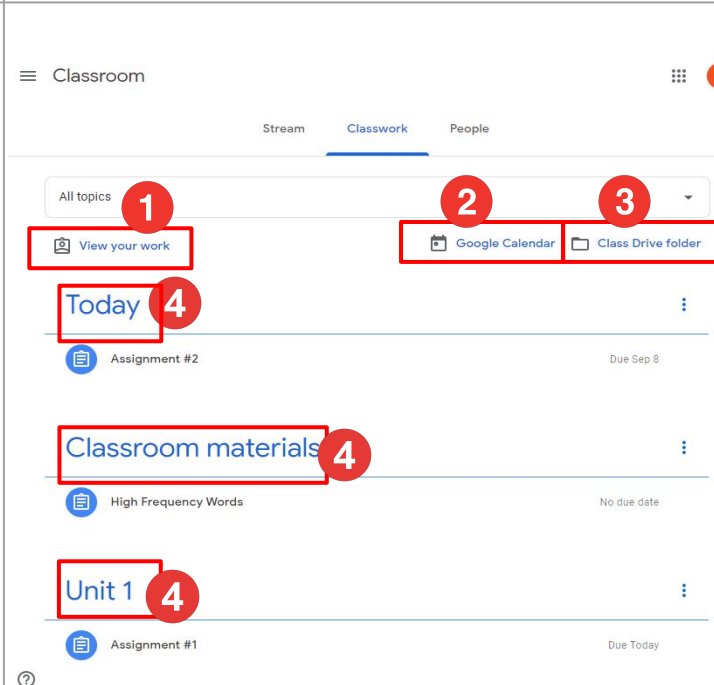 Classroom
Stream Classwork People
All topics
1 2 3
View your work Google Calendar Class Drive folder
Today 4
Assignment #2 Due Sep 8
Classroom materials 4
High Frequency Words No due date
Unit 1 4
Assignment #1 Due Today
?